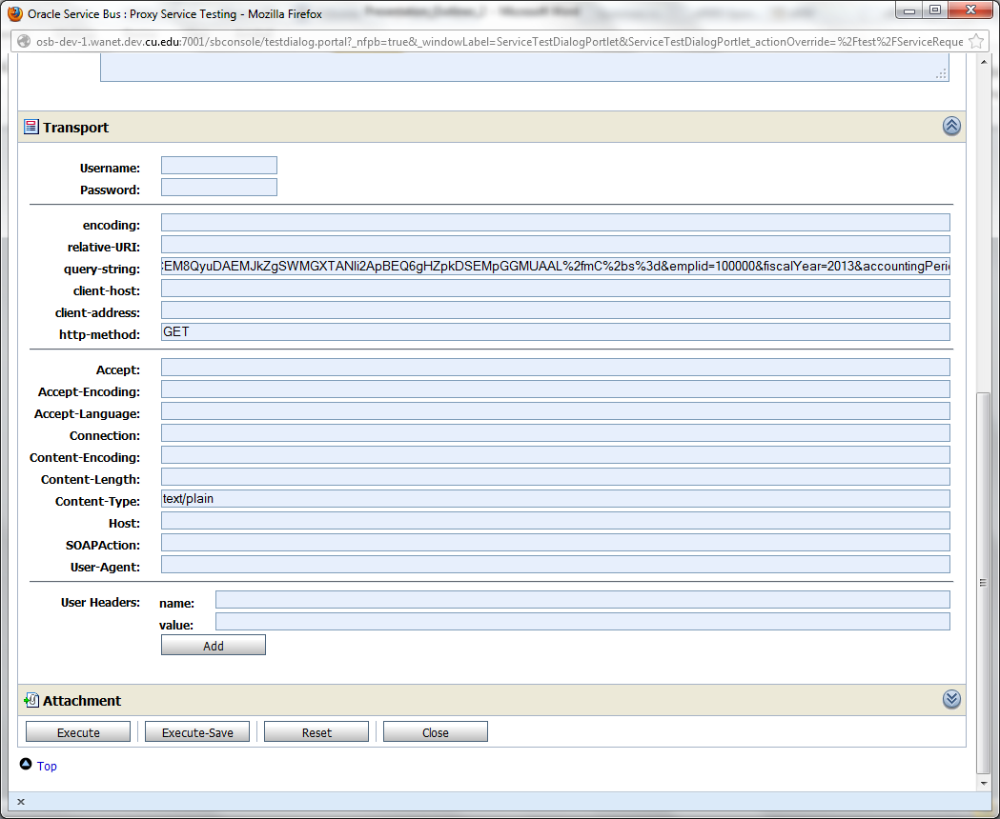 Oracle Service Bus : Proxy Service Testing - Mozilla Firefox
osb-dev-1.wanet.dev.cu.edu:7001/sbconsole/testdialog.portal?_nfpb=true&_windowLabel=ServiceTestDialogPortlet&ServiceTestDialogPortlet_actionOverride=%2Ftest%2FServiceReque
Transport
Username:
Password:
encoding:
relative-URI:
query-string: EM8QyuDAEMJkZgSWMGXTANli2ApBEQ6gHZpkDSEMpGGMUAAL%2fmC%2bs%3d&emplid=100000&fiscalYear=2013&accountingPeri
client-host:
client-address:
http-method: GET
Accept:
Accept-Encoding:
Accept-Language:
Connection:
Content-Encoding:
Content-Length:
Content-Type: text/plain
Host:
SOAPAction:
User-Agent:
User Headers: name:
value:
Add
Attachment
Execute Execute-Save Reset Close
Top